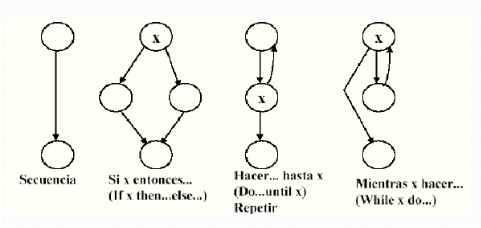 x
x
x
Secuencia
Si x entonces...
(If x then...else...)
Hacer... hasta x
(Do...until x)
Repetir
Mientras x hacer...
(While x do...)